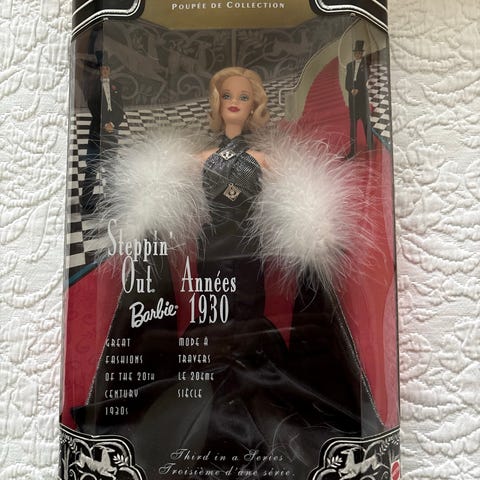 POUPÉE DE COLLECTION
Steppin'
Out
Barbie
GREAT
FASHIONS
OF THE 20TH
CENTURY
1930s
Années
1930
MODE À
TRAVERS
LE 20ÈME
SIÈCLE
Third in a Series
Troisième d'une série.